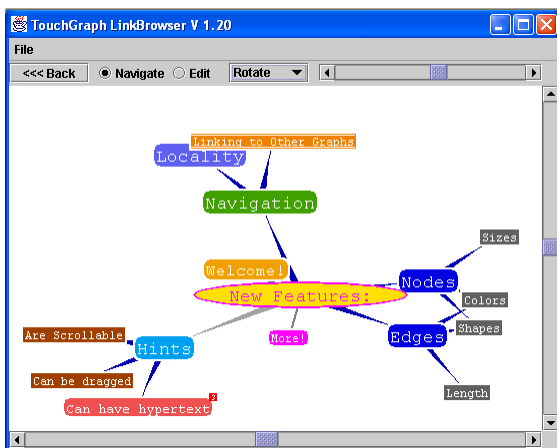 TouchGraph LinkBrowser V 1.20
File
<<< Back Navigate Edit Rotate
Linking to Other Graphs
Locality
Navigation
Sizes
Welcome!
Nodes
New Features:
Colors
Shapes
Are Scrollable
More!
Edges
Hints
Can be dragged
Length
Can have hypertext